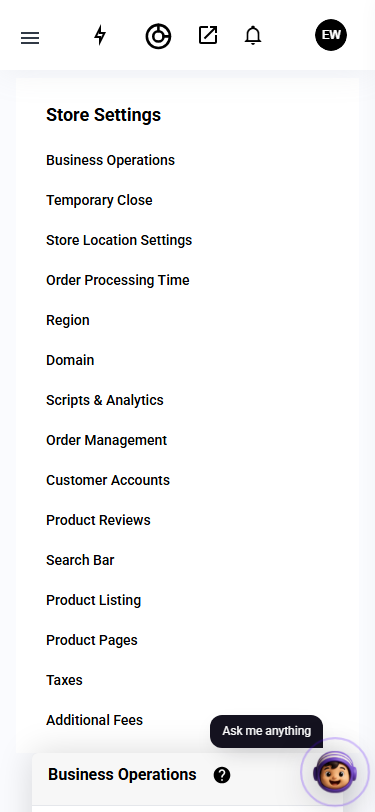 EW
Store Settings
Business Operations
Temporary Close
Store Location Settings
Order Processing Time
Region
Domain
Scripts & Analytics
Order Management
Customer Accounts
Product Reviews
Search Bar
Product Listing
Product Pages
Taxes
Additional Fees
Ask me anything
Business Operations ?